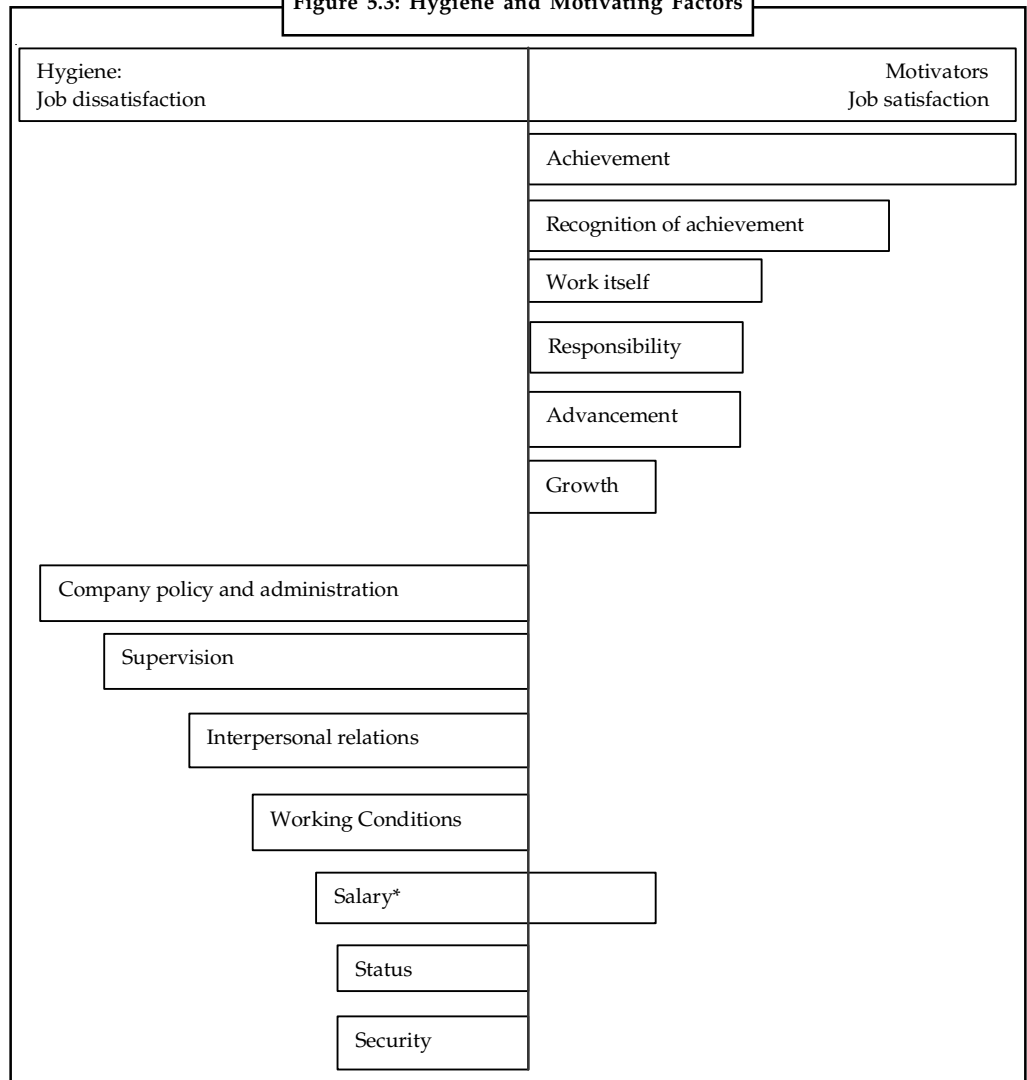 Figure 5.3: Hygiene and Motivating Factors
Hygiene:
Job dissatisfaction
Motivators
Job satisfaction
Achievement
Recognition of achievement
Work itself
Responsibility
Advancement
Growth
Company policy and administration
Supervision
Interpersonal relations
Working Conditions
Salary*
Status
Security